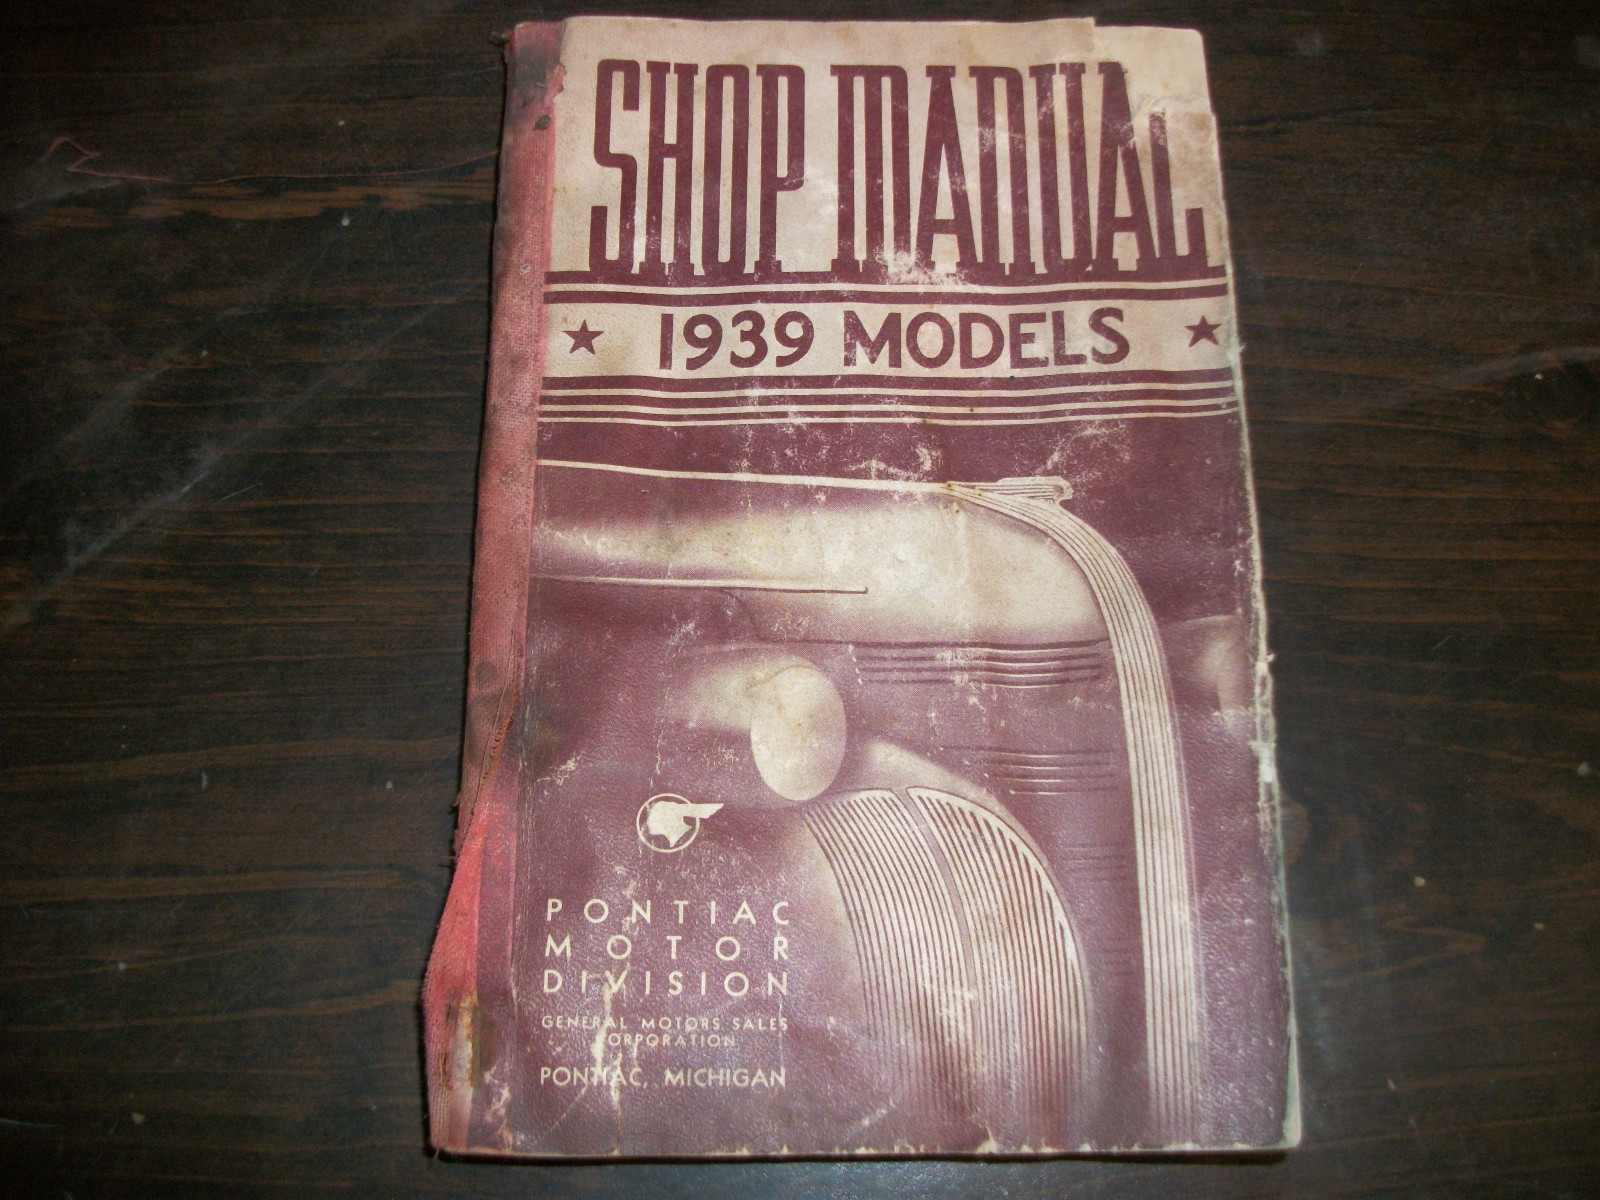 SHOP MANUAL
1939 MODELS
PONTIAC
MOTOR
DIVISION
GENERAL MOTORS SALES
CORPORATION
PONTIAC, MICHIGAN